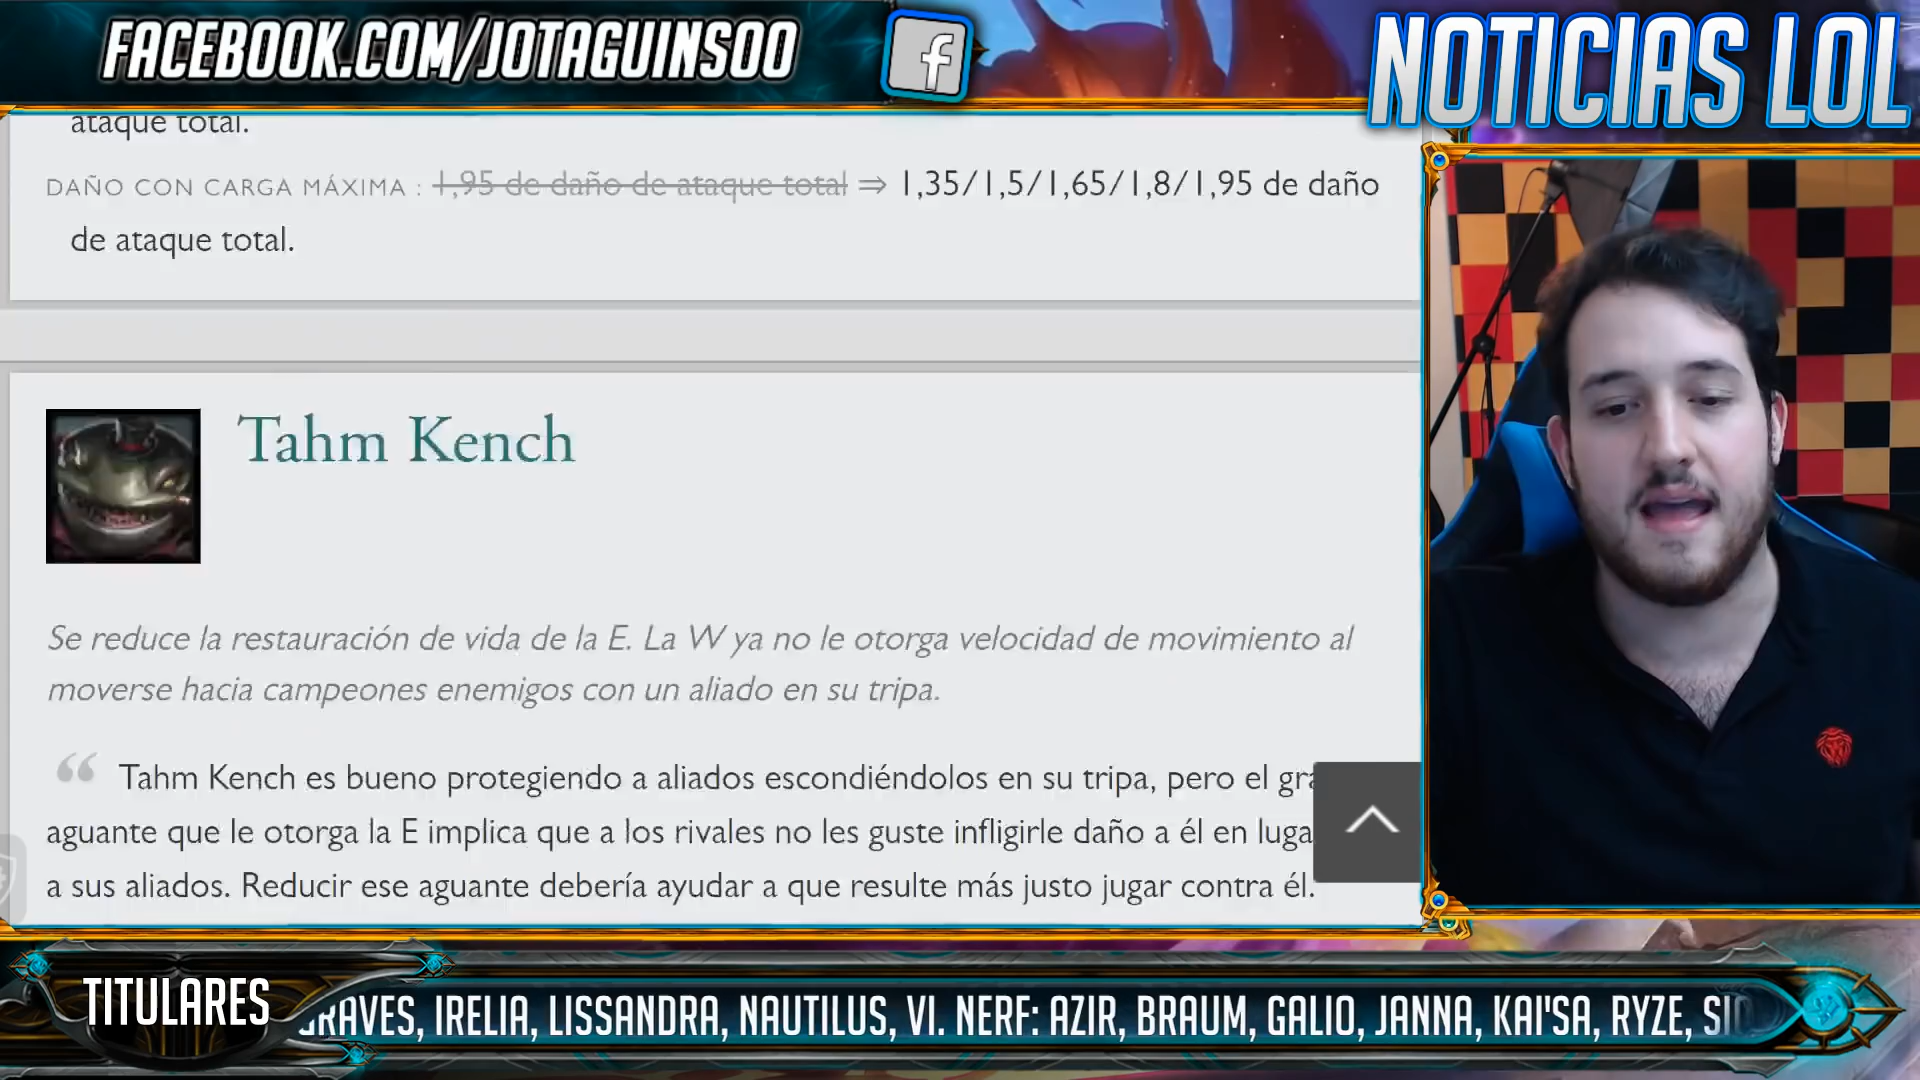 FACEBOOK.COM/JOTAGUINSOO
f
NOTICIAS LOL
ataque total.
DAÑO CON CARGA MÁXIMA : 1,95 de daño de ataque total ⇒ 1,35/1,5/1,65/1,8/1,95 de daño
de ataque total.
Tahm Kench
Se reduce la restauración de vida de la E. La W ya no le otorga velocidad de movimiento al
moverse hacia campeones enemigos con un aliado en su tripa.
“ Tahm Kench es bueno protegiendo a aliados escondiéndolos en su tripa, pero el gra
aguante que le otorga la E implica que a los rivales no les guste infligirle daño a él en luga
a sus aliados. Reducir ese aguante debería ayudar a que resulte más justo jugar contra él.
TITULARES
GRAVES, IRELIA, LISSANDRA, NAUTILUS, VI. NERF: AZIR, BRAUM, GALIO, JANNA, KAI'SA, RYZE,